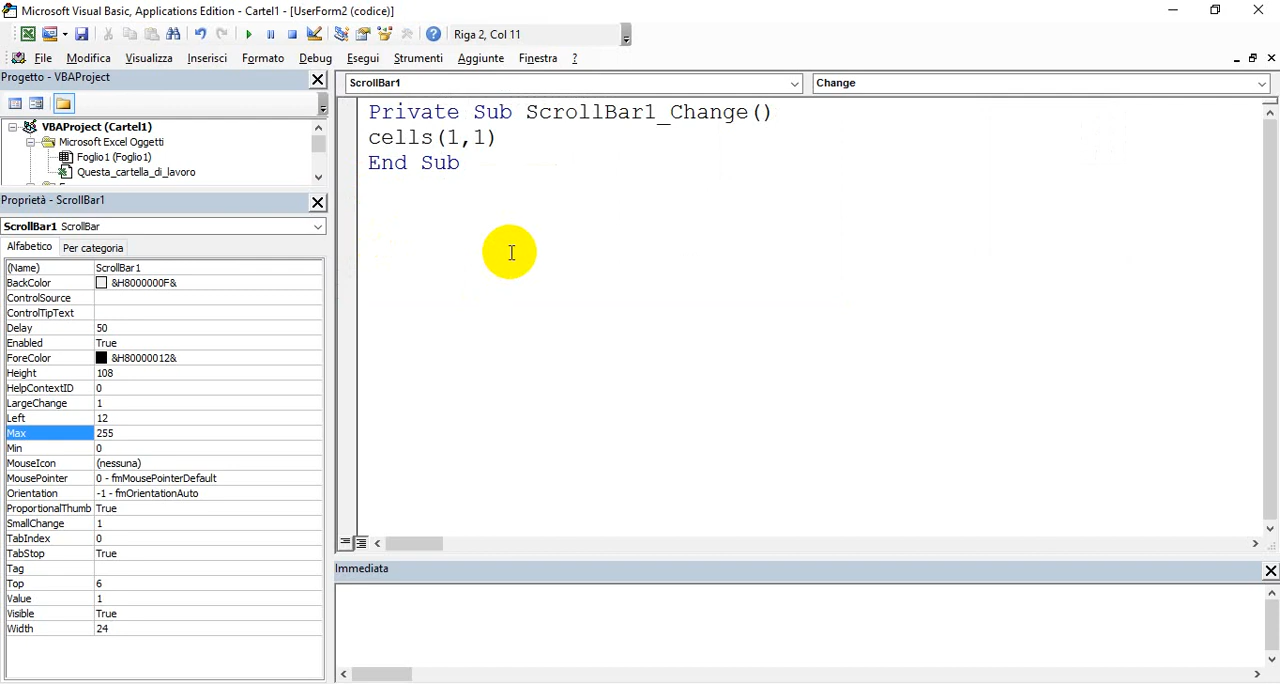 Microsoft Visual Basic, Applications Edition - Cartel1 - [UserForm2 (codice)]
Riga 2, Col 11
File Modifica Visualizza Inserisci Formato Debug Esegui Strumenti Aggiunte Finestra ?
Progetto - VBAProject
VBAProject (Cartel1)
Microsoft Excel Oggetti
Foglio1 (Foglio1)
Questa_cartella_di_lavoro
Proprietà - ScrollBar1
ScrollBar1 ScrollBar
Alfabetico Per categoria
(Name) ScrollBar1
BackColor &H8000000F&
ControlSource
ControlTipText
Delay 50
Enabled True
ForeColor &H80000012&
Height 108
HelpContextID 0
LargeChange 1
Left 12
Max 255
Min 0
MouseIcon (nessuna)
MousePointer 0 - fmMousePointerDefault
Orientation -1 - fmOrientationAuto
ProportionalThumb True
SmallChange 1
TabIndex 0
TabStop True
Tag
Top 6
Value 1
Visible True
Width 24
ScrollBar1 Change
Private Sub ScrollBar1_Change()
cells(1,1)
End Sub
Immediata